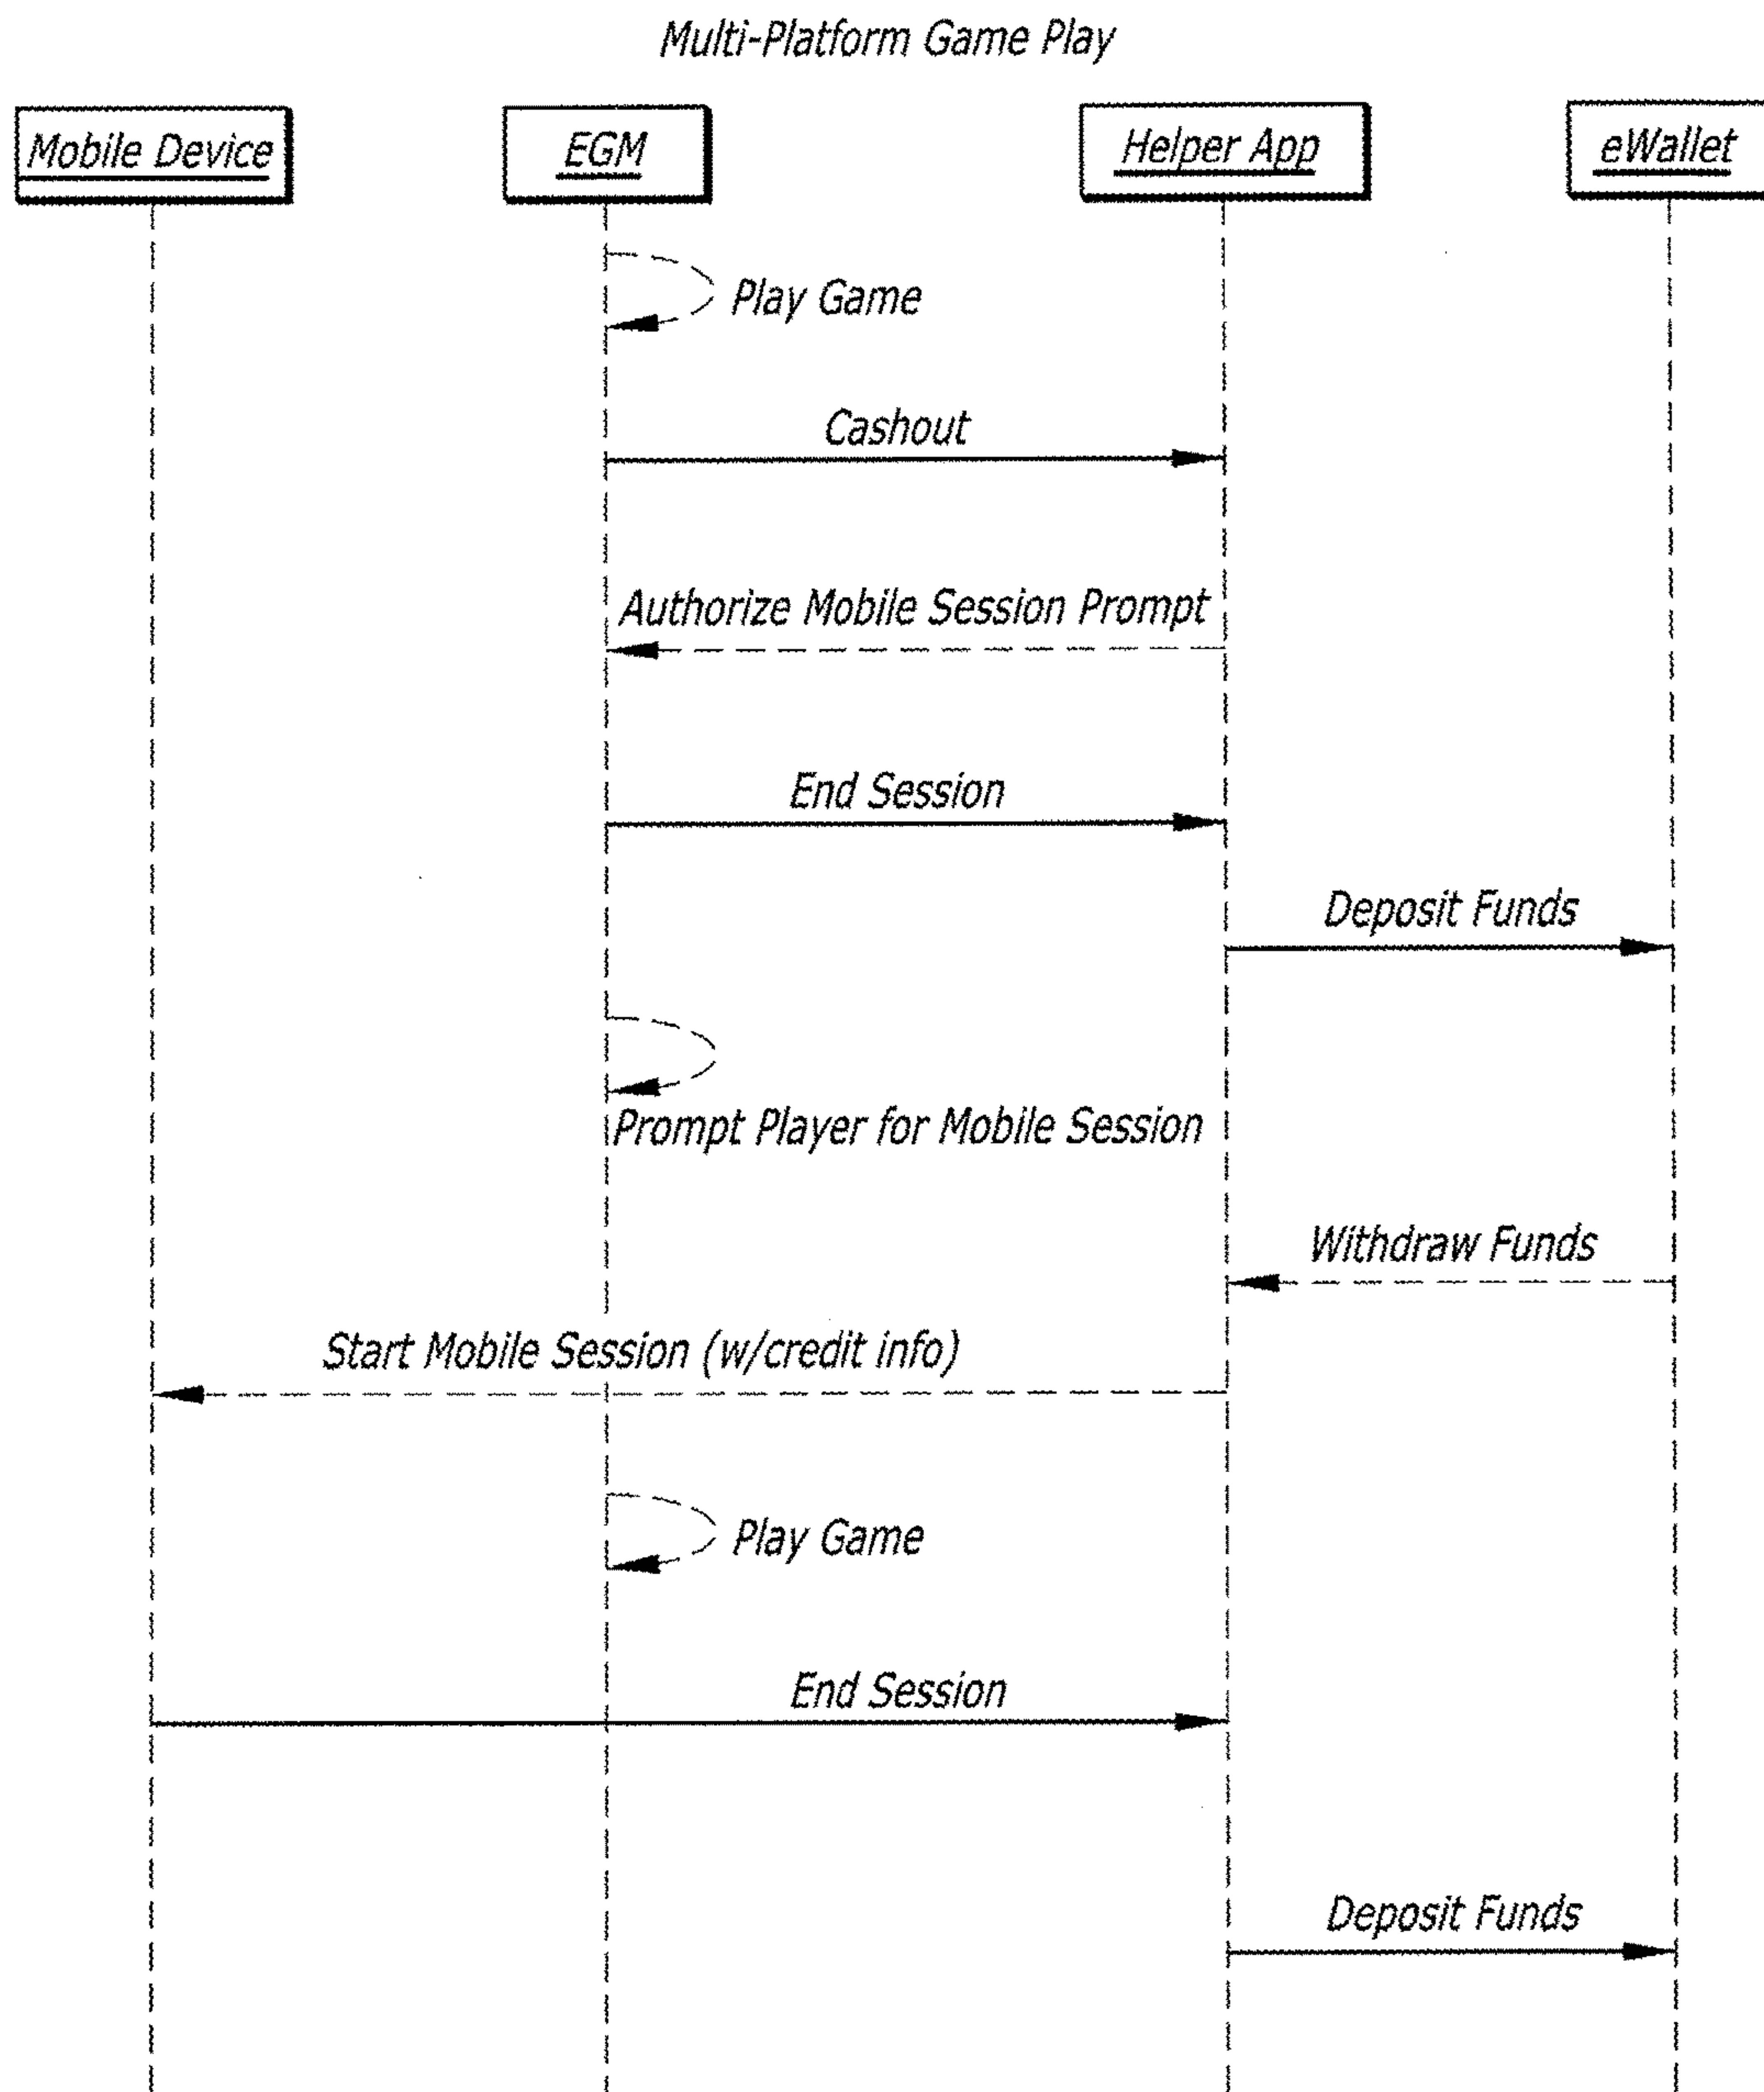 Multi-Platform Game Play
Mobile Device
EGM
Helper App
eWallet
Play Game
Cashout
Authorize Mobile Session Prompt
End Session
Deposit Funds
Prompt Player for Mobile Session
Withdraw Funds
Start Mobile Session (w/credit info)
Play Game
End Session
Deposit Funds